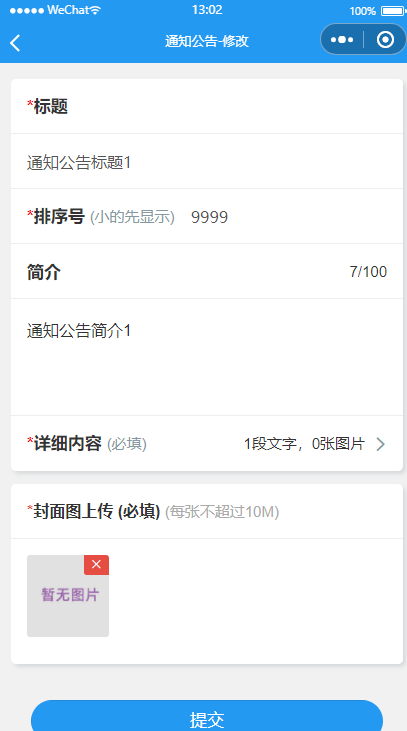 WeChat 13:02 100%
通知公告-修改
*标题
通知公告标题1
*排序号 (小的先显示) 9999
简介 7/100
通知公告简介1
*详细内容 (必填) 1段文字，0张图片
*封面图上传 (必填) (每张不超过10M)
暂无图片
提交